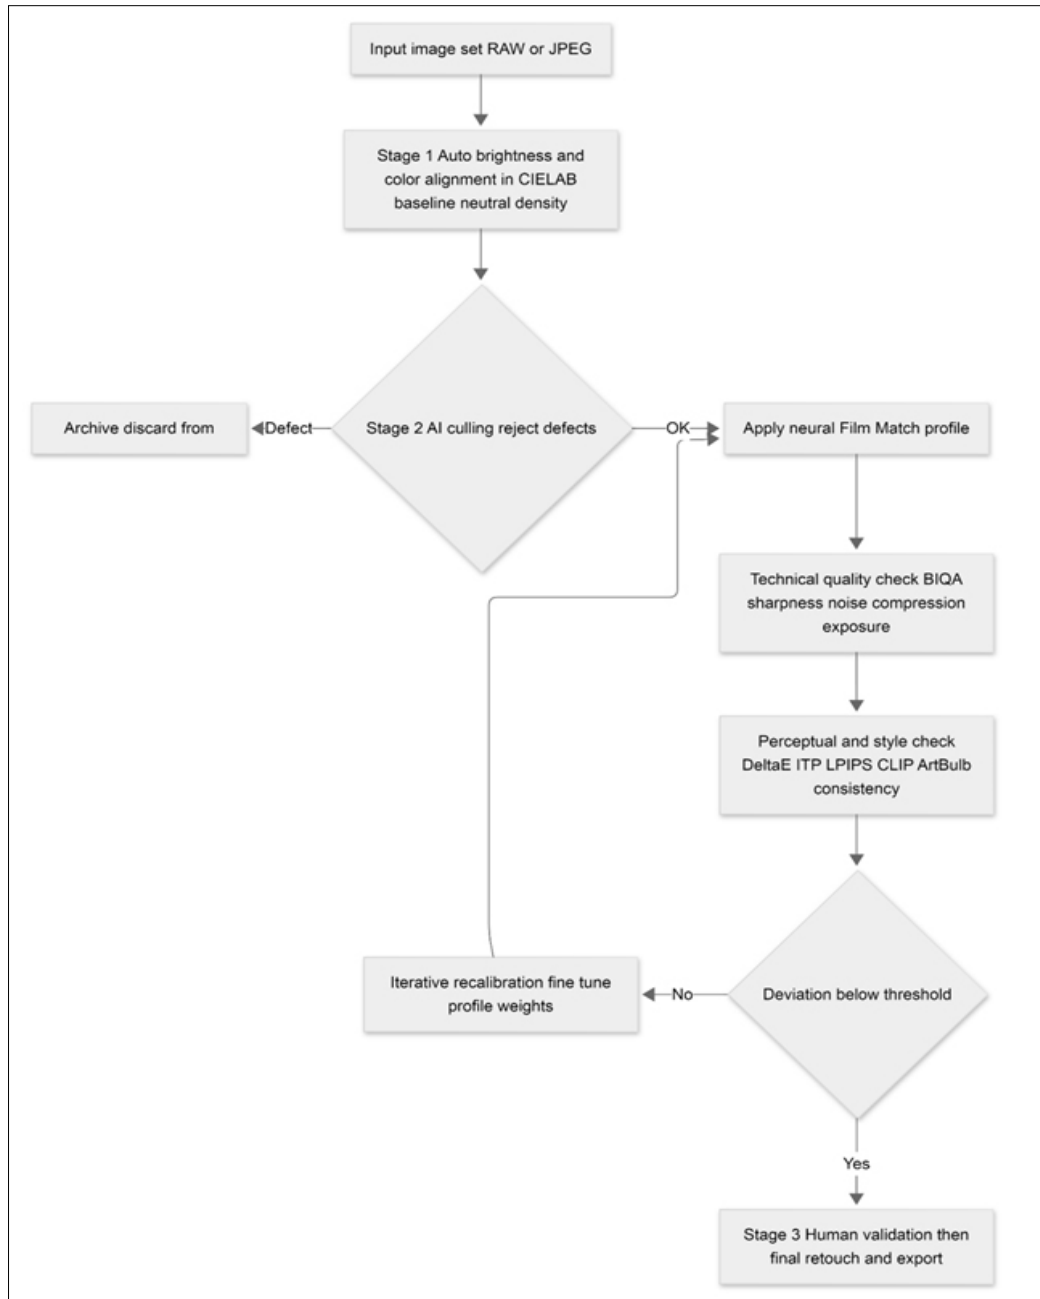 Input image set RAW or JPEG
Stage 1 Auto brightness and
color alignment in CIELAB
baseline neutral density
Archive discard from
Defect
Stage 2 AI culling reject defects
OK
Apply neural Film Match profile
Technical quality check BIQA
sharpness noise compression
exposure
Perceptual and style check
DeltaE ITP LPIPS CLIP ArtBulb
consistency
Iterative recalibration fine tune
profile weights
No
Deviation below threshold
Yes
Stage 3 Human validation then
final retouch and export